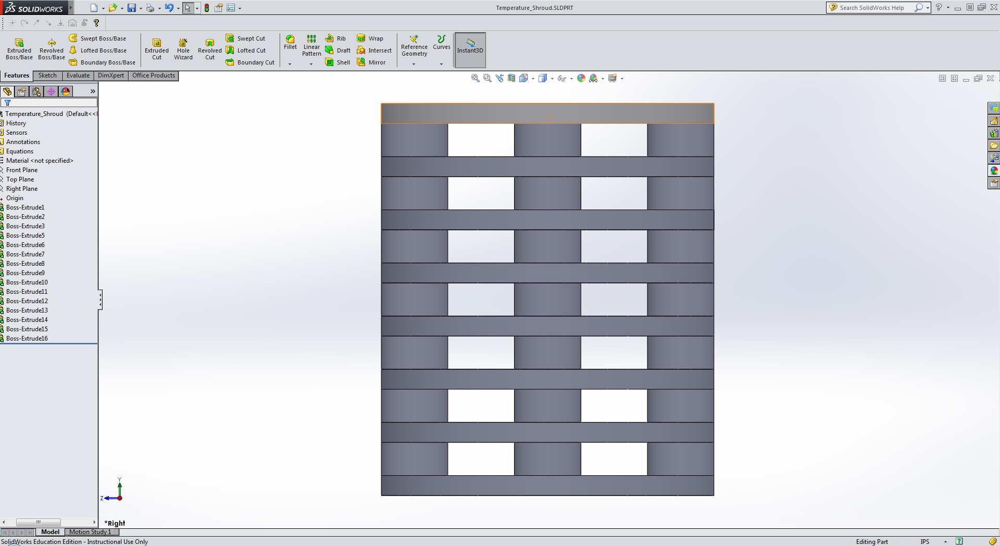 SOLIDWORKS
Temperature_Shroud.SLDPRT
Search SolidWorks Help
Extruded Boss/Base
Revolved Boss/Base
Swept Boss/Base
Lofted Boss/Base
Boundary Boss/Base
Extruded Cut
Hole Wizard
Revolved Cut
Swept Cut
Lofted Cut
Boundary Cut
Fillet
Linear Pattern
Rib
Draft
Shell
Wrap
Intersect
Mirror
Reference Geometry
Curves
Instant3D
Features
Sketch
Evaluate
DimXpert
Office Products
Temperature_Shroud (Default<<
History
Sensors
Annotations
Equations
Material <not specified>
Front Plane
Top Plane
Right Plane
Origin
Boss-Extrude1
Boss-Extrude2
Boss-Extrude3
Boss-Extrude5
Boss-Extrude6
Boss-Extrude7
Boss-Extrude8
Boss-Extrude9
Boss-Extrude10
Boss-Extrude11
Boss-Extrude12
Boss-Extrude13
Boss-Extrude14
Boss-Extrude15
Boss-Extrude16
Y
Z
*Right
Model
Motion Study 1
SolidWorks Education Edition - Instructional Use Only
Editing Part
IPS